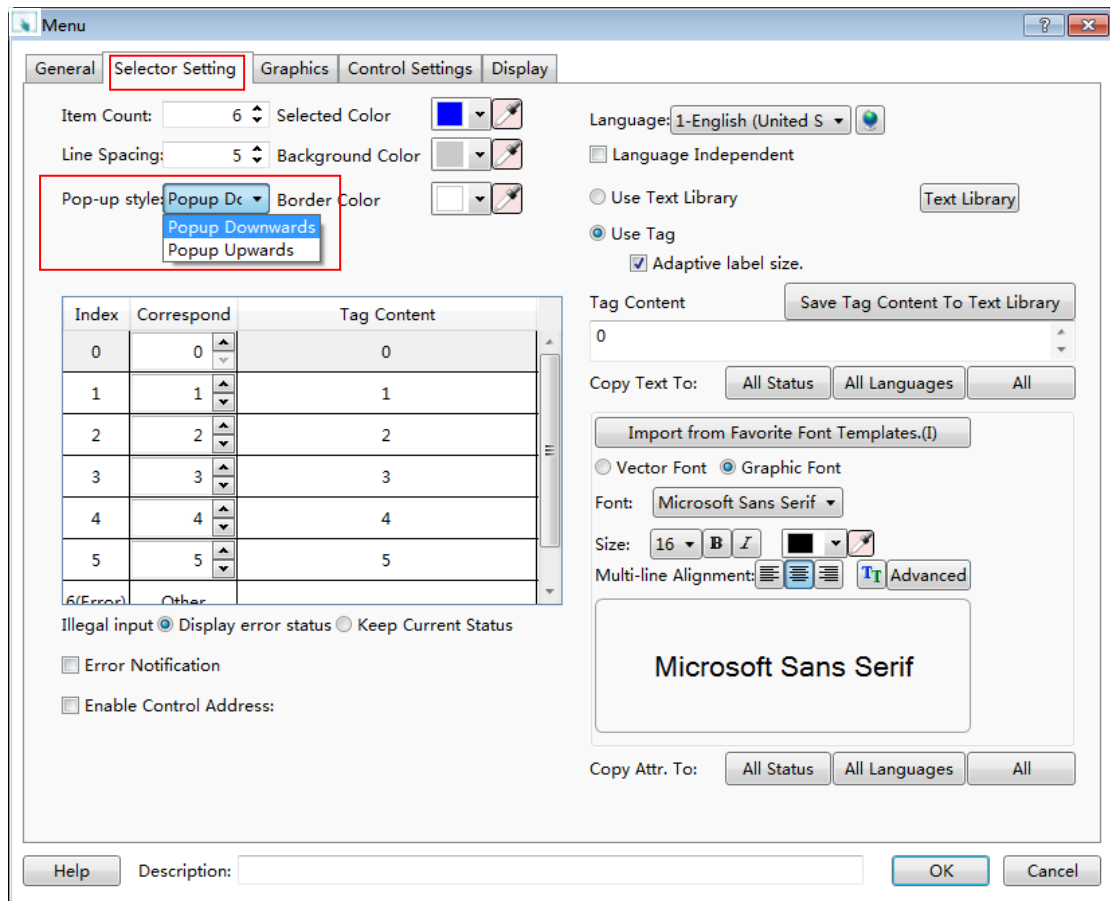 Menu
General Selector Setting Graphics Control Settings Display
Item Count: 6 Selected Color
Line Spacing: 5 Background Color
Pop-up style: Popup Dc Border Color
Popup Downwards
Popup Upwards
Index Correspond Tag Content
0 0 0
1 1 1
2 2 2
3 3 3
4 4 4
5 5 5
6(Error) Other
Illegal input Display error status Keep Current Status
Error Notification
Enable Control Address:
Language: 1-English (United S
Language Independent
Use Text Library Text Library
Use Tag
Adaptive label size.
Tag Content Save Tag Content To Text Library
0
Copy Text To: All Status All Languages All
Import from Favorite Font Templates.(I)
Vector Font Graphic Font
Font: Microsoft Sans Serif
Size: 16 B I
Multi-line Alignment: TT Advanced
Microsoft Sans Serif
Copy Attr. To: All Status All Languages All
Help Description: OK Cancel